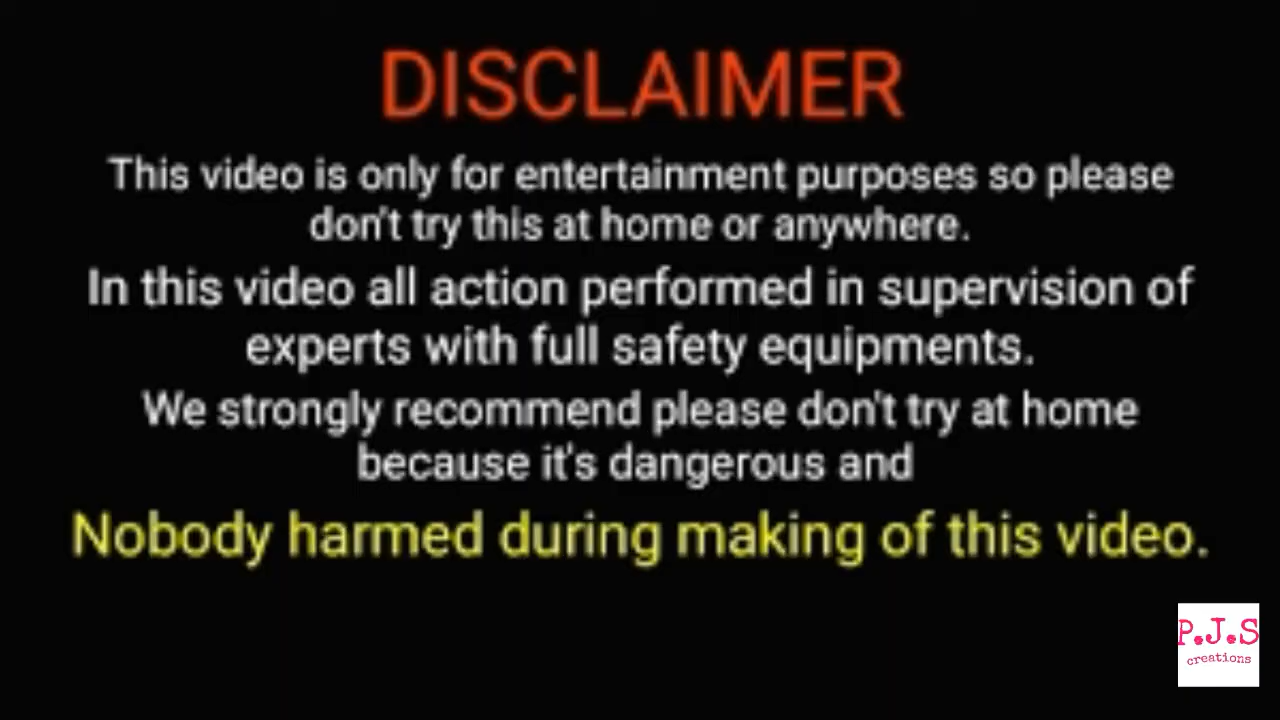 DISCLAIMER
This video is only for entertainment purposes so please
don't try this at home or anywhere.
In this video all action performed in supervision of
experts with full safety equipments.
We strongly recommend please don't try at home
because it's dangerous and
Nobody harmed during making of this video.
P.J.S
creations